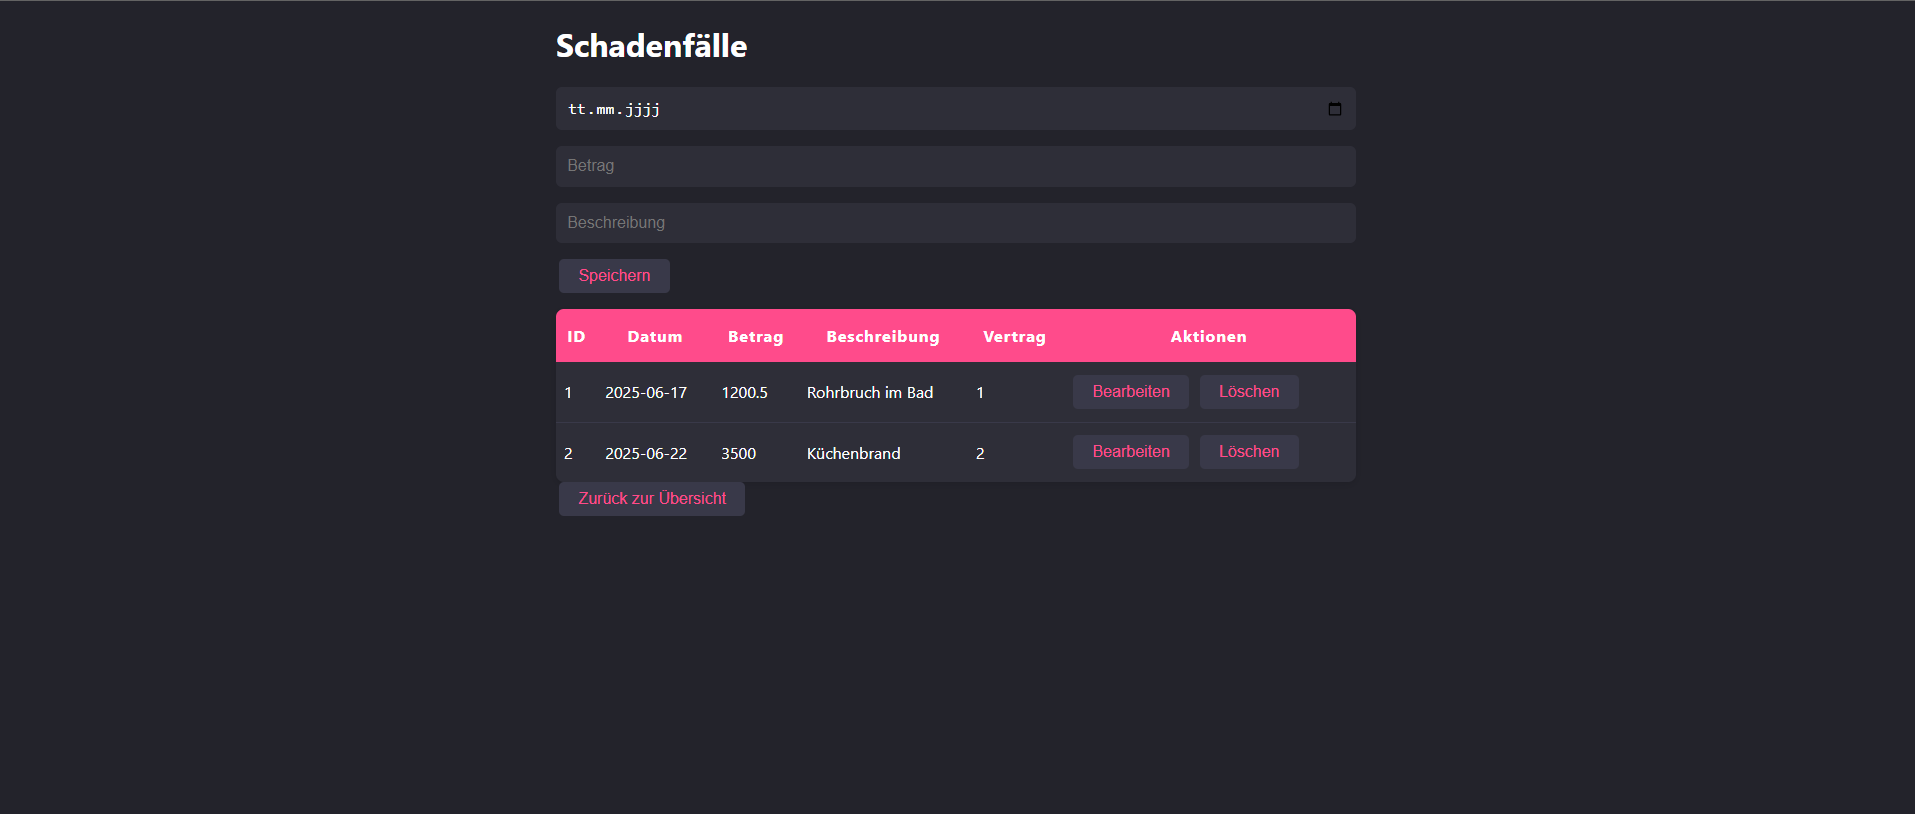 Schadenfälle
tt.mm.jjjj
Betrag
Beschreibung
Speichern
ID Datum Betrag Beschreibung Vertrag Aktionen
1 2025-06-17 1200.5 Rohrbruch im Bad 1 Bearbeiten Löschen
2 2025-06-22 3500 Küchenbrand 2 Bearbeiten Löschen
Zurück zur Übersicht